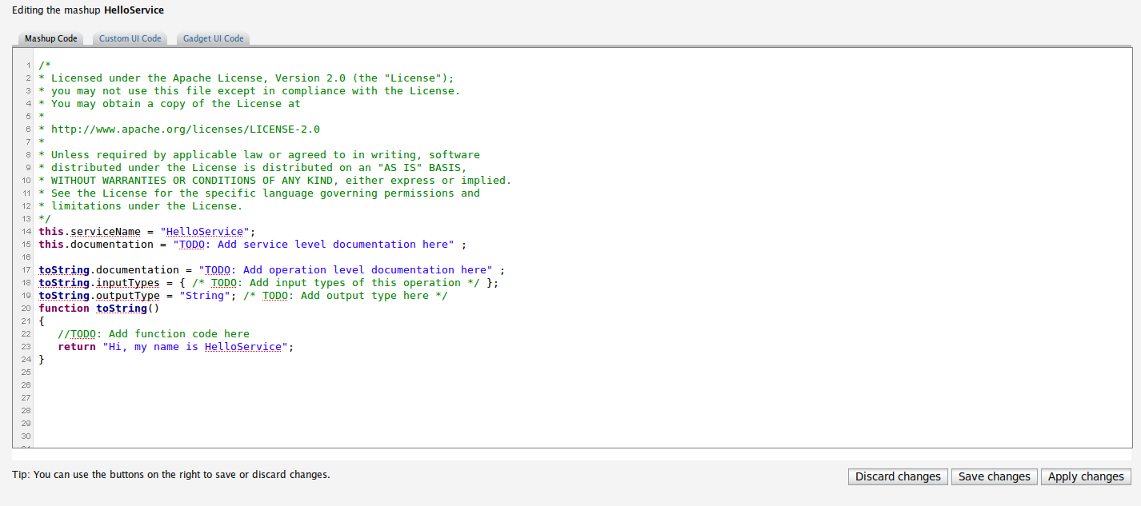 Editing the mashup HelloService
Mashup Code Custom UI Code Gadget UI Code
1 /*
2 * Licensed under the Apache License, Version 2.0 (the "License");
3 * you may not use this file except in compliance with the License.
4 * You may obtain a copy of the License at
5 *
6 * http://www.apache.org/licenses/LICENSE-2.0
7 *
8 * Unless required by applicable law or agreed to in writing, software
9 * distributed under the License is distributed on an "AS IS" BASIS,
10 * WITHOUT WARRANTIES OR CONDITIONS OF ANY KIND, either express or implied.
11 * See the License for the specific language governing permissions and
12 * limitations under the License.
13 */
14 this.serviceName = "HelloService";
15 this.documentation = "TODO: Add service level documentation here" ;
16
17 toString.documentation = "TODO: Add operation level documentation here" ;
18 toString.inputTypes = { /* TODO: Add input types of this operation */ };
19 toString.outputType = "String"; /* TODO: Add output type here */
20 function toString()
21 {
22 //TODO: Add function code here
23 return "Hi, my name is HelloService";
24 }
25
26
27
28
29
30
Tip: You can use the buttons on the right to save or discard changes.
Discard changes Save changes Apply changes